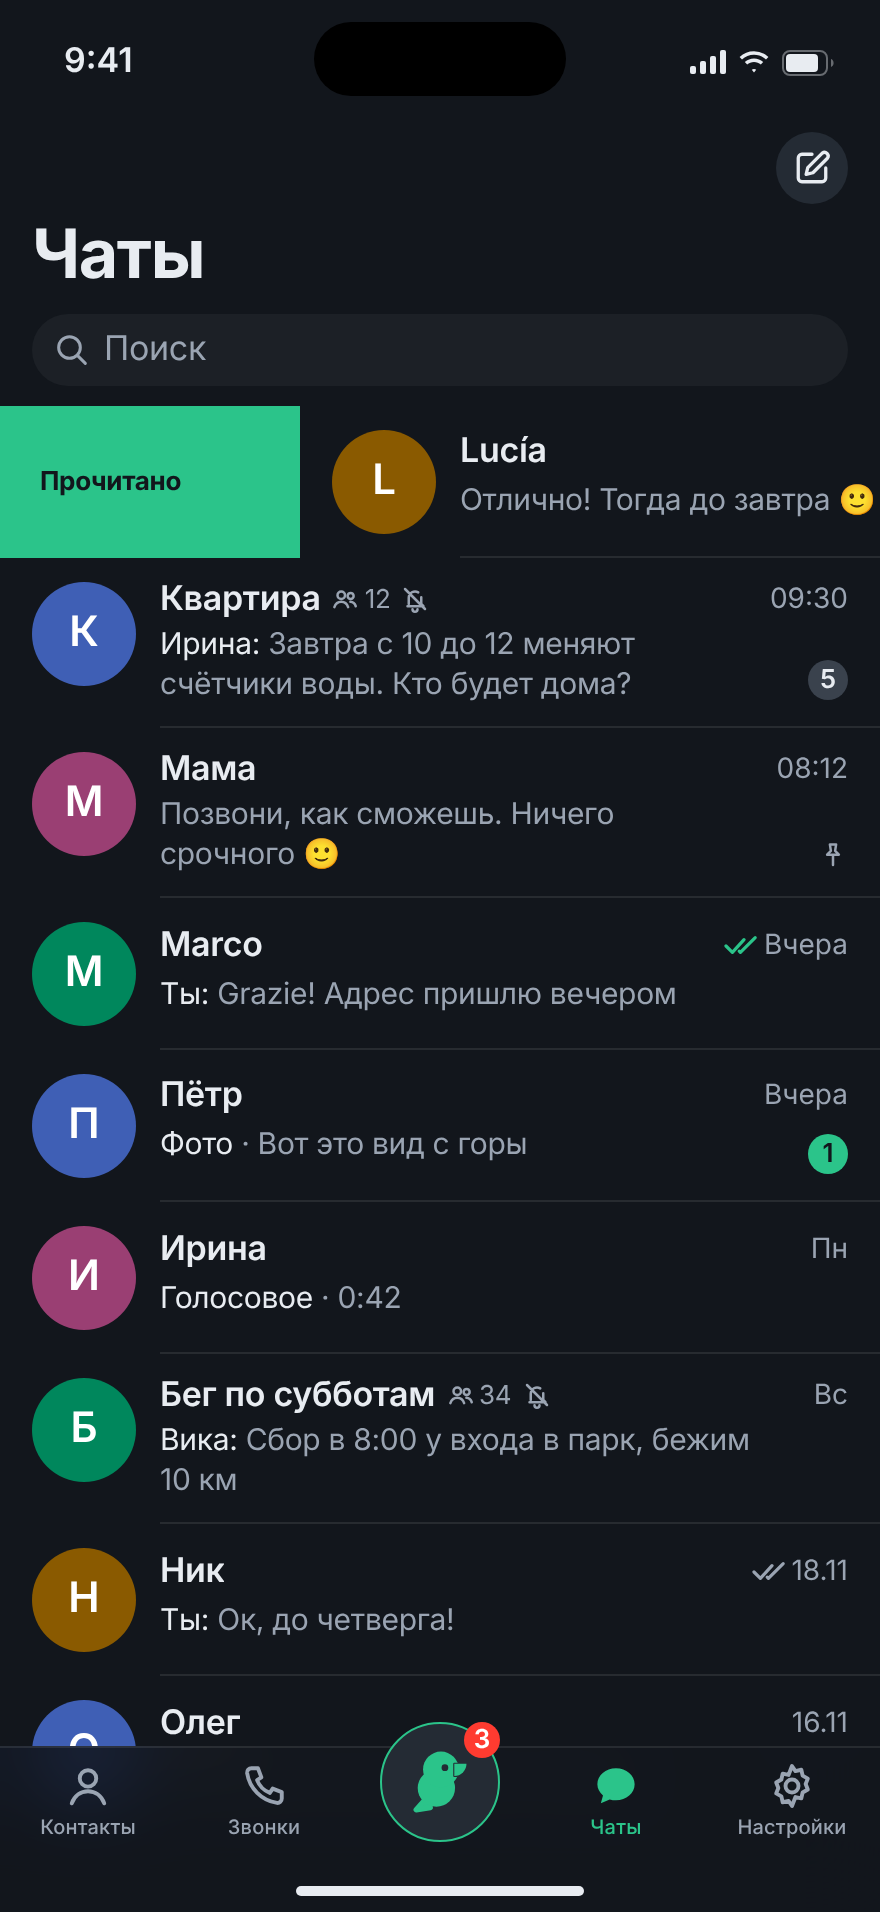 9:41
Чаты
Поиск
Прочитано
L
Lucía
Отлично! Тогда до завтра 🙂
К
Квартира 12
09:30
Ирина: Завтра с 10 до 12 меняют
счётчики воды. Кто будет дома?
5
М
Мама
08:12
Позвони, как сможешь. Ничего
срочного 🙂
M
Marco
Вчера
Ты: Grazie! Адрес пришлю вечером
П
Пётр
Вчера
Фото · Вот это вид с горы
1
И
Ирина
Пн
Голосовое · 0:42
Б
Бег по субботам 34
Вс
Вика: Сбор в 8:00 у входа в парк, бежим
10 км
Н
Ник
18.11
Ты: Ок, до четверга!
О
Олег
16.11
3
Контакты
Звонки
Чаты
Настройки